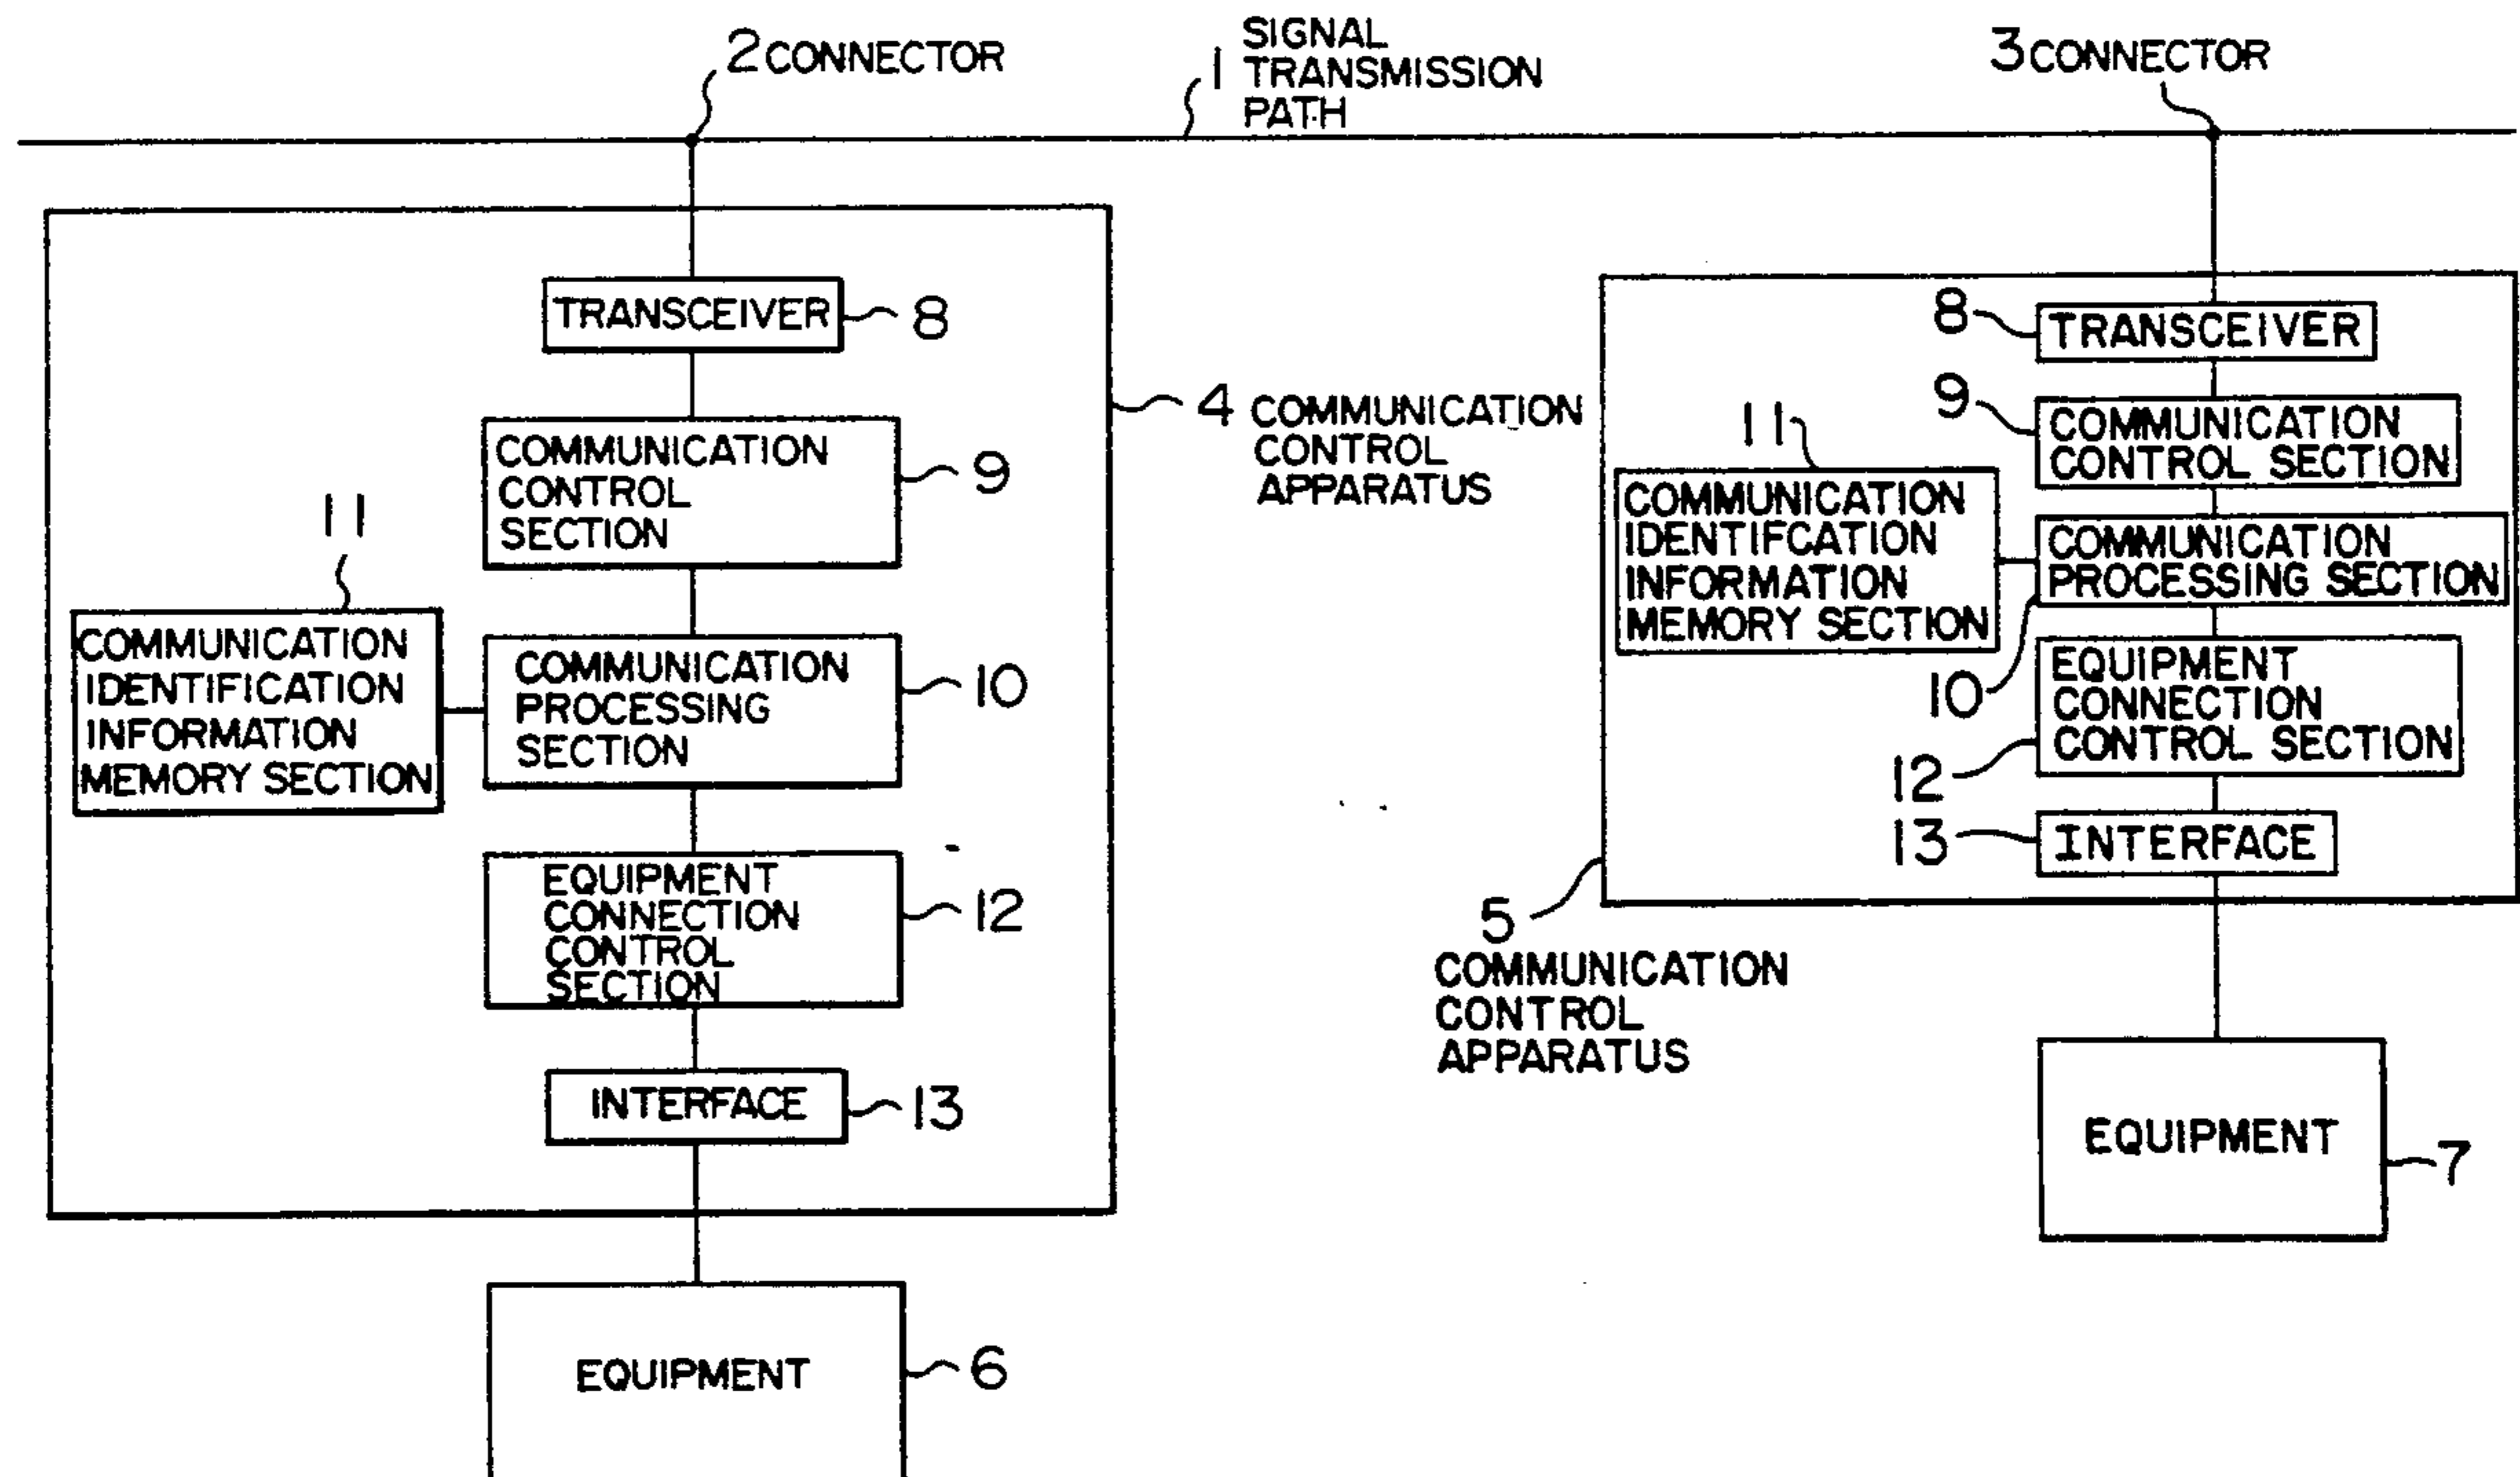 2 CONNECTOR
1 SIGNAL
TRANSMISSION
PATH
3 CONNECTOR
TRANSCEIVER
8
COMMUNICATION
CONTROL
SECTION
9
4 COMMUNICATION
CONTROL
APPARATUS
11
COMMUNICATION
IDENTIFICATION
INFORMATION
MEMORY SECTION
COMMUNICATION
PROCESSING
SECTION
10
EQUIPMENT
CONNECTION
CONTROL
SECTION
12
INTERFACE
13
EQUIPMENT
6
8
TRANSCEIVER
9
COMMUNICATION
CONTROL SECTION
11
COMMUNICATION
IDENTIFCATION
INFORMATION
MEMORY SECTION
COMMUNICATION
PROCESSING SECTION
10
EQUIPMENT
CONNECTION
CONTROL SECTION
12
13
INTERFACE
5
COMMUNICATION
CONTROL
APPARATUS
EQUIPMENT
7